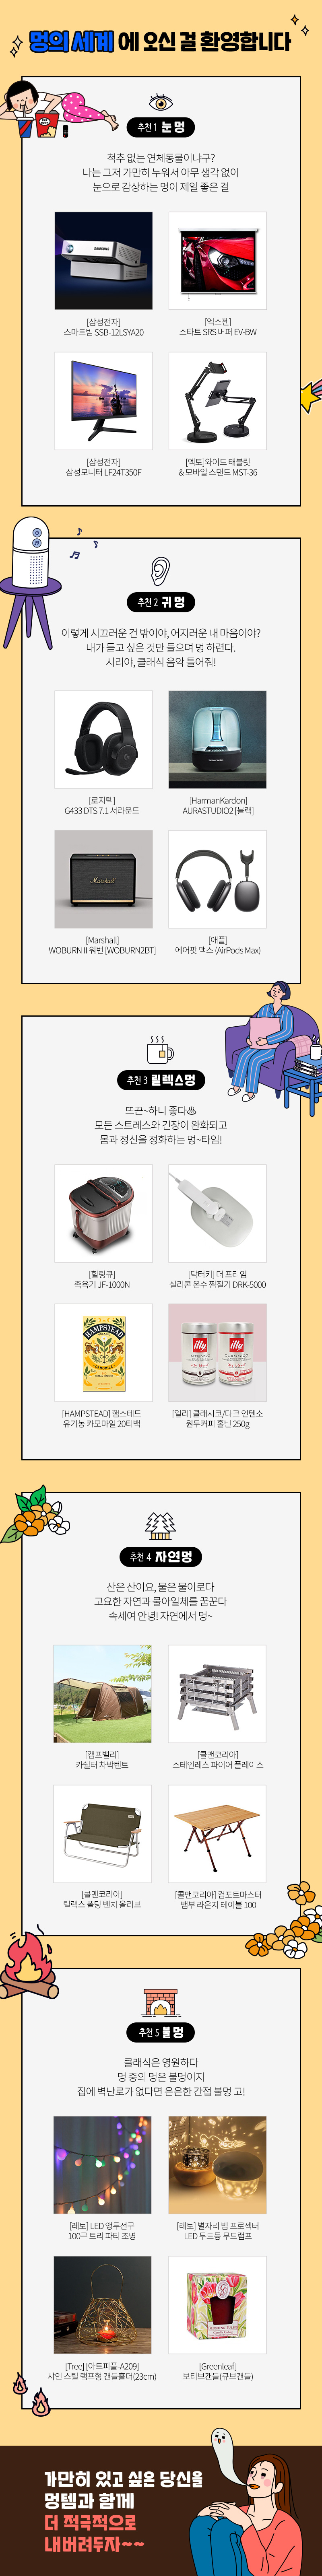 멍의 세계에 오신 걸 환영합니다
추천 1 눈멍
척추 없는 연체동물이냐구?
나는 그저 가만히 누워서 아무 생각 없이
눈으로 감상하는 멍이 제일 좋은 걸
SAMSUNG
[삼성전자]
스마트빔 SSB-12LSYA20
[엑스젠]
스타트 SRS 버퍼 EV-BW
[삼성전자]
삼성모니터 LF24T350F
[엑토]와이드 태블릿
& 모바일 스탠드 MST-36
추천 2 귀멍
이렇게 시끄러운 건 밖이야, 어지러운 내 마음이야?
내가 듣고 싶은 것만 들으며 멍 하련다.
시리야, 클래식 음악 틀어줘!
[로지텍]
G433 DTS 7.1 서라운드
harman/kardon
[HarmanKardon]
AURASTUDIO2 [블랙]
Marshall
[Marshall]
WOBURN II 워번 [WOBURN2BT]
[애플]
에어팟 맥스 (AirPods Max)
추천 3 릴렉스멍
뜨끈~하니 좋다♨
모든 스트레스와 긴장이 완화되고
몸과 정신을 정화하는 멍~타임!
[힐링큐]
족욕기 JF-1000N
[닥터키] 더 프라임
실리콘 온수 찜질기 DRK-5000
HAMPSTEAD
[HAMPSTEAD] 햄스테드
유기농 카모마일 20티백
illy
INTENSO
illy
CLASSICO
[일리] 클래시코/다크 인텐소
원두커피 홀빈 250g
추천 4 자연멍
산은 산이요, 물은 물이로다
고요한 자연과 물아일체를 꿈꾼다
속세여 안녕! 자연에서 멍~
[캠프밸리]
카쉘터 차박텐트
[콜맨코리아]
스테인레스 파이어 플레이스
[콜맨코리아]
릴랙스 폴딩 벤치 올리브
[콜맨코리아] 컴포트마스터
뱀부 라운지 테이블 100
추천 5 불멍
클래식은 영원하다
멍 중의 멍은 불멍이지
집에 벽난로가 없다면 은은한 간접 불멍 고!
[레토] LED 앵두전구
100구 트리 파티 조명
[레토] 별자리 빔 프로젝터
LED 무드등 무드램프
[Tree] [아트피플-A209]
샤인 스틸 램프형 캔들홀더(23cm)
[Greenleaf]
보티브캔들(큐브캔들)
가만히 있고 싶은 당신을
멍템과 함께
더 적극적으로
내버려두자~~